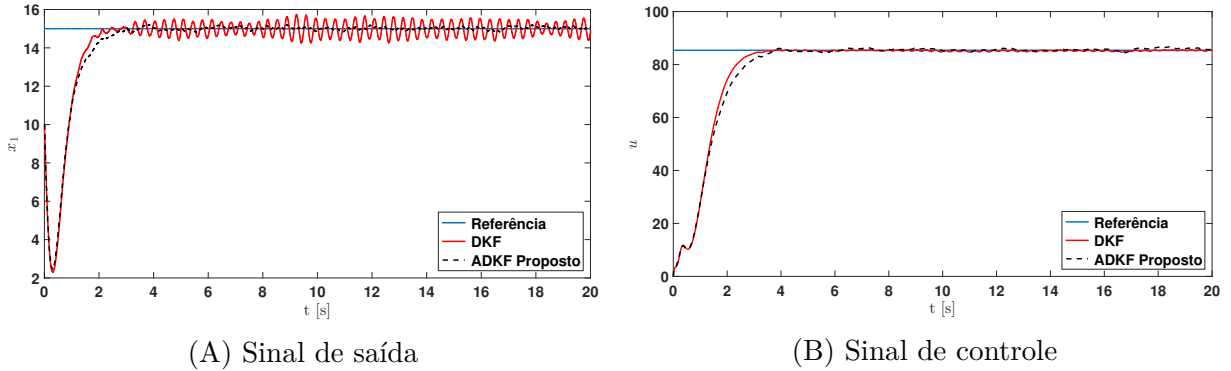 16
14
12
10
8
6
4
2
x₁
0 2 4 6 8 10 12 14 16 18 20
t [s]
Referência
DKF
ADKF Proposto
(A) Sinal de saída
100
80
60
40
20
0
u
0 2 4 6 8 10 12 14 16 18 20
t [s]
Referência
DKF
ADKF Proposto
(B) Sinal de controle